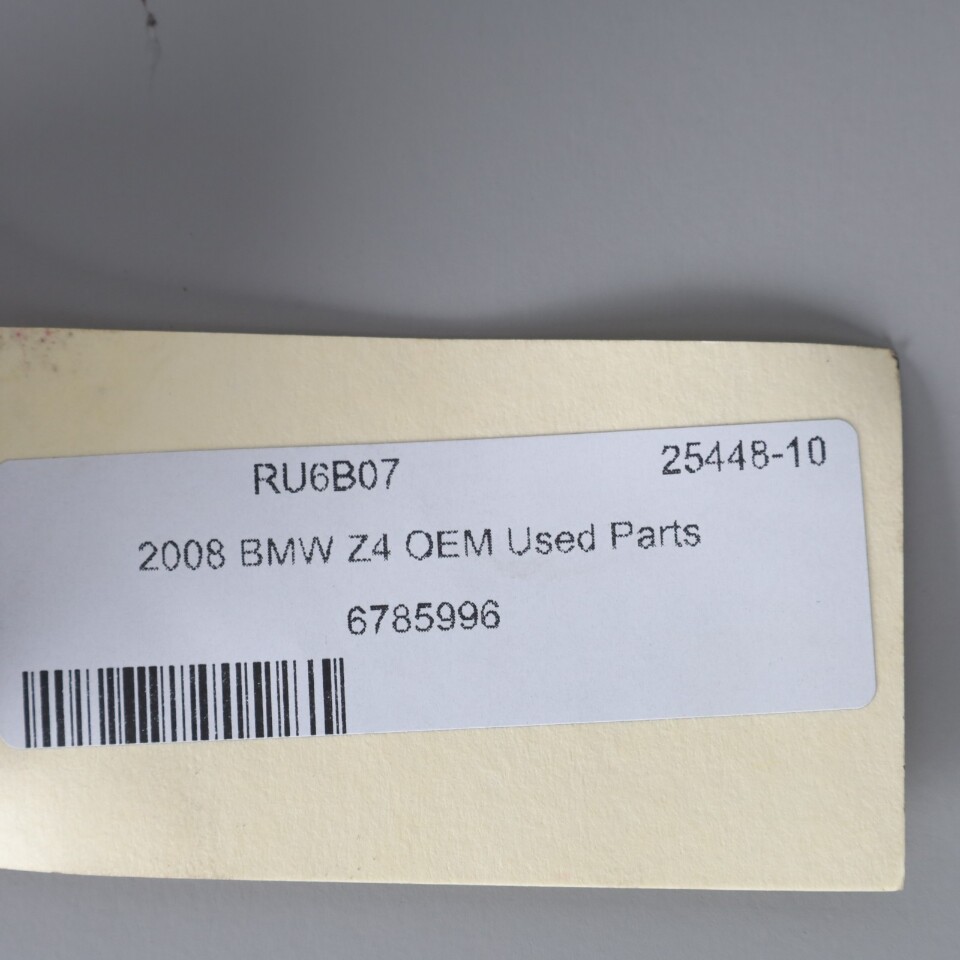 RU6B07 25448-10
2008 BMW Z4 OEM Used Parts
6785996